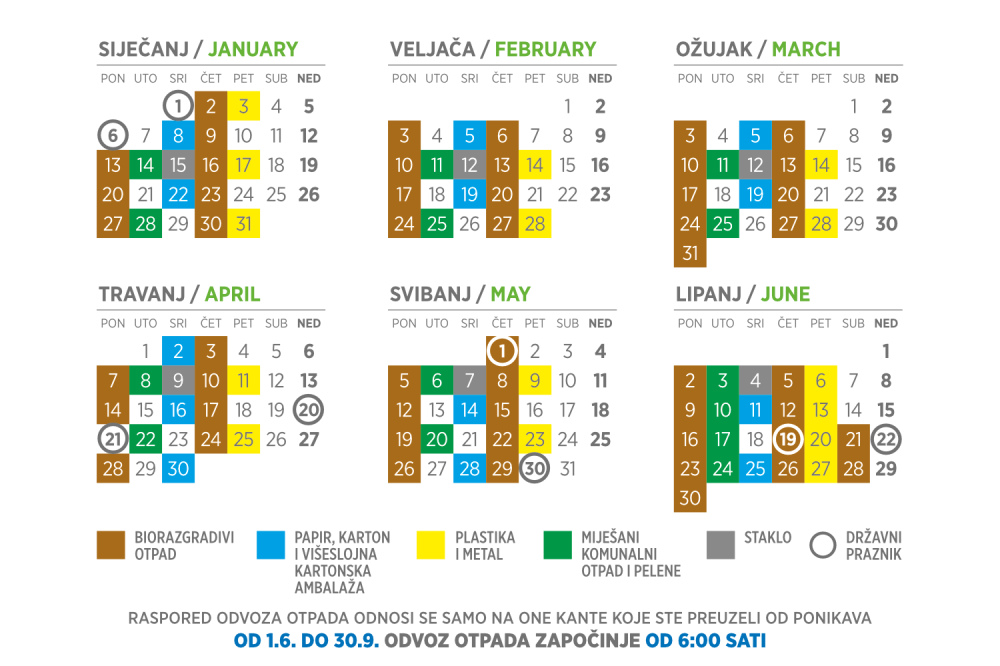 SIJEČANJ / JANUARY
PON UTO SRI ČET PET SUB NED
1 2 3 4 5
6 7 8 9 10 11 12
13 14 15 16 17 18 19
20 21 22 23 24 25 26
27 28 29 30 31
VELJAČA / FEBRUARY
PON UTO SRI ČET PET SUB NED
1 2
3 4 5 6 7 8 9
10 11 12 13 14 15 16
17 18 19 20 21 22 23
24 25 26 27 28
OŽUJAK / MARCH
PON UTO SRI ČET PET SUB NED
1 2
3 4 5 6 7 8 9
10 11 12 13 14 15 16
17 18 19 20 21 22 23
24 25 26 27 28 29 30
31
TRAVANJ / APRIL
PON UTO SRI ČET PET SUB NED
1 2 3 4 5 6
7 8 9 10 11 12 13
14 15 16 17 18 19 20
21 22 23 24 25 26 27
28 29 30
SVIBANJ / MAY
PON UTO SRI ČET PET SUB NED
1 2 3 4
5 6 7 8 9 10 11
12 13 14 15 16 17 18
19 20 21 22 23 24 25
26 27 28 29 30 31
LIPANJ / JUNE
PON UTO SRI ČET PET SUB NED
1
2 3 4 5 6 7 8
9 10 11 12 13 14 15
16 17 18 19 20 21 22
23 24 25 26 27 28 29
30
BIORAZGRADIVI
OTPAD
PAPIR, KARTON
I VIŠESLOJNA
KARTONSKA
AMBALAŽA
PLASTIKA
I METAL
MIJEŠANI
KOMUNALNI
OTPAD I PELENE
STAKLO
DRŽAVNI
PRAZNIK
RASPORED ODVOZA OTPADA ODNOSI SE SAMO NA ONE KANTE KOJE STE PREUZELI OD PONIKAVA
OD 1.6. DO 30.9. ODVOZ OTPADA ZAPOČINJE OD 6:00 SATI